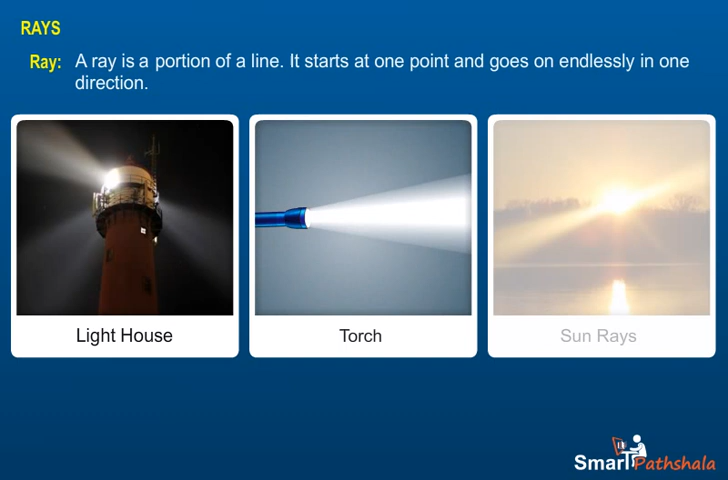 RAYS
Ray: A ray is a portion of a line. It starts at one point and goes on endlessly in one
direction.
Light House
Torch
Sun Rays
SmartPathshala